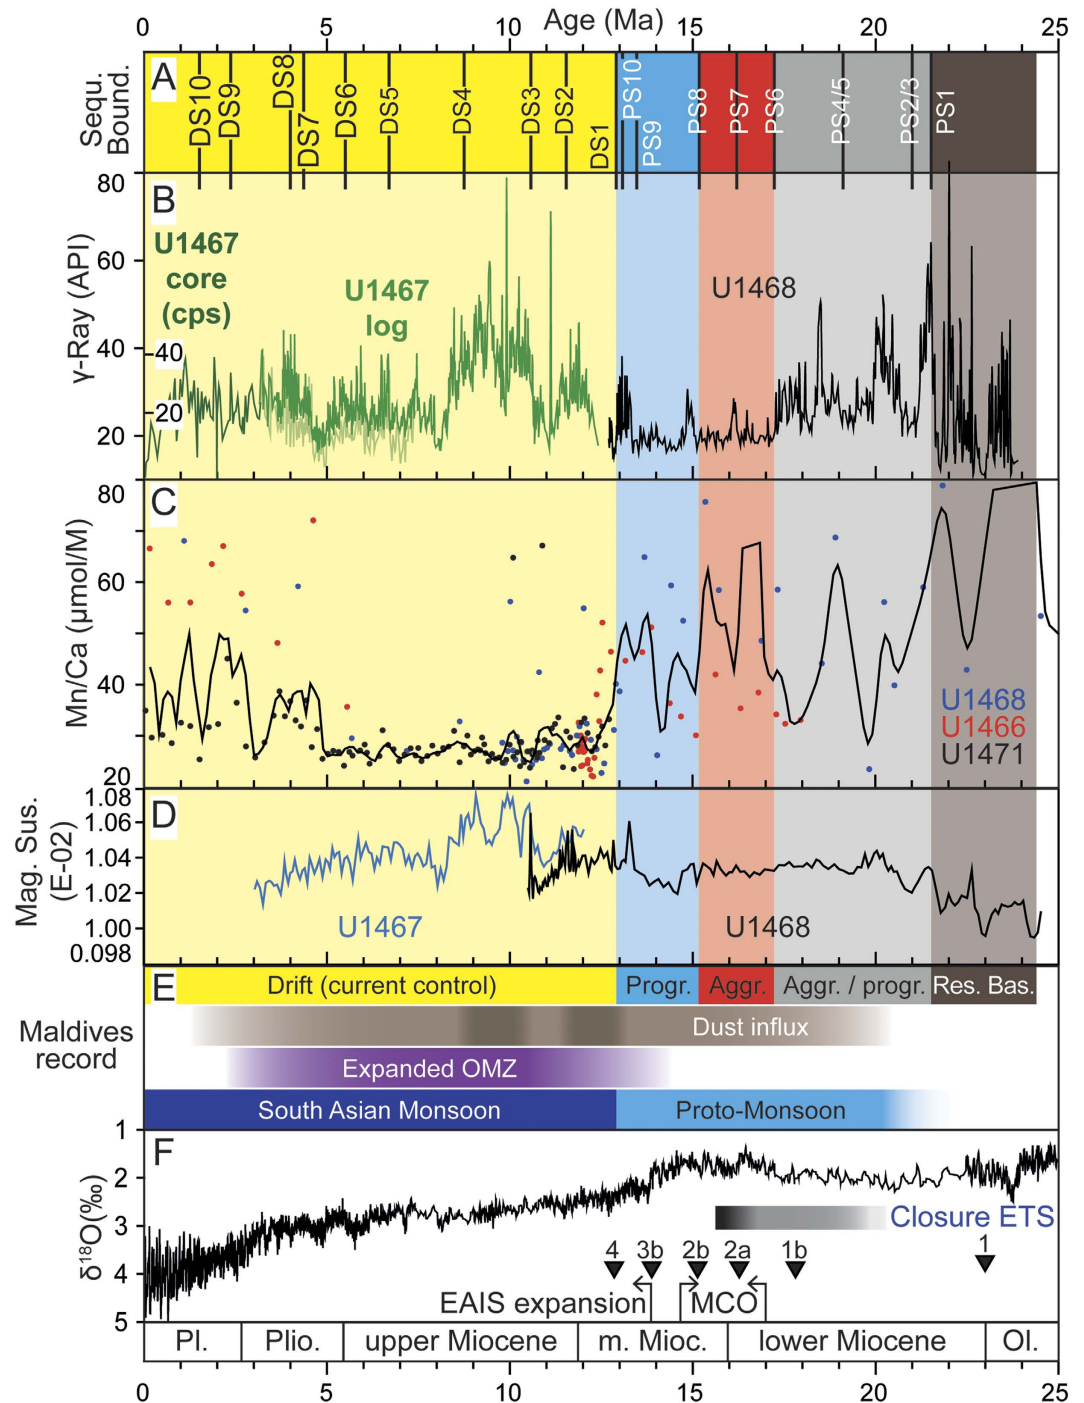 Age (Ma)
0 5 10 15 20 25
Sequ. Bound.
A
DS10
DS9
DS8
DS7
DS6
DS5
DS4
DS3
DS2
DS1
PS10
PS9
PS8
PS7
PS6
PS4/5
PS2/3
PS1
B
γ-Ray (API)
80
60
40
20
40
20
U1467
core
(cps)
U1467
log
U1468
C
Mn/Ca (μmol/M)
80
60
40
20
U1468
U1466
U1471
D
Mag. Sus.
(E-02)
1.08
1.06
1.04
1.02
1.00
0.098
U1467
U1468
E
Drift (current control)
Progr.
Aggr.
Aggr. / progr.
Res. Bas.
Maldives
record
Dust influx
Expanded OMZ
South Asian Monsoon
Proto-Monsoon
F
δ¹⁸O(‰)
1
2
3
4
5
Closure ETS
4 3b 2b 2a 1b 1
EAIS expansion
MCO
Pl.
Plio.
upper Miocene
m. Mioc.
lower Miocene
Ol.
0 5 10 15 20 25